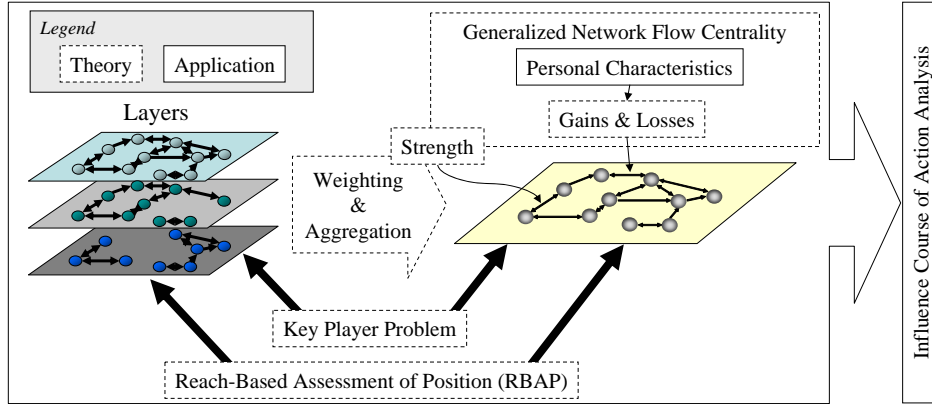 Legend
Theory
Application
Layers
Generalized Network Flow Centrality
Personal Characteristics
Gains & Losses
Strength
Weighting
&
Aggregation
Key Player Problem
Reach-Based Assessment of Position (RBAP)
Influence Course of Action Analysis